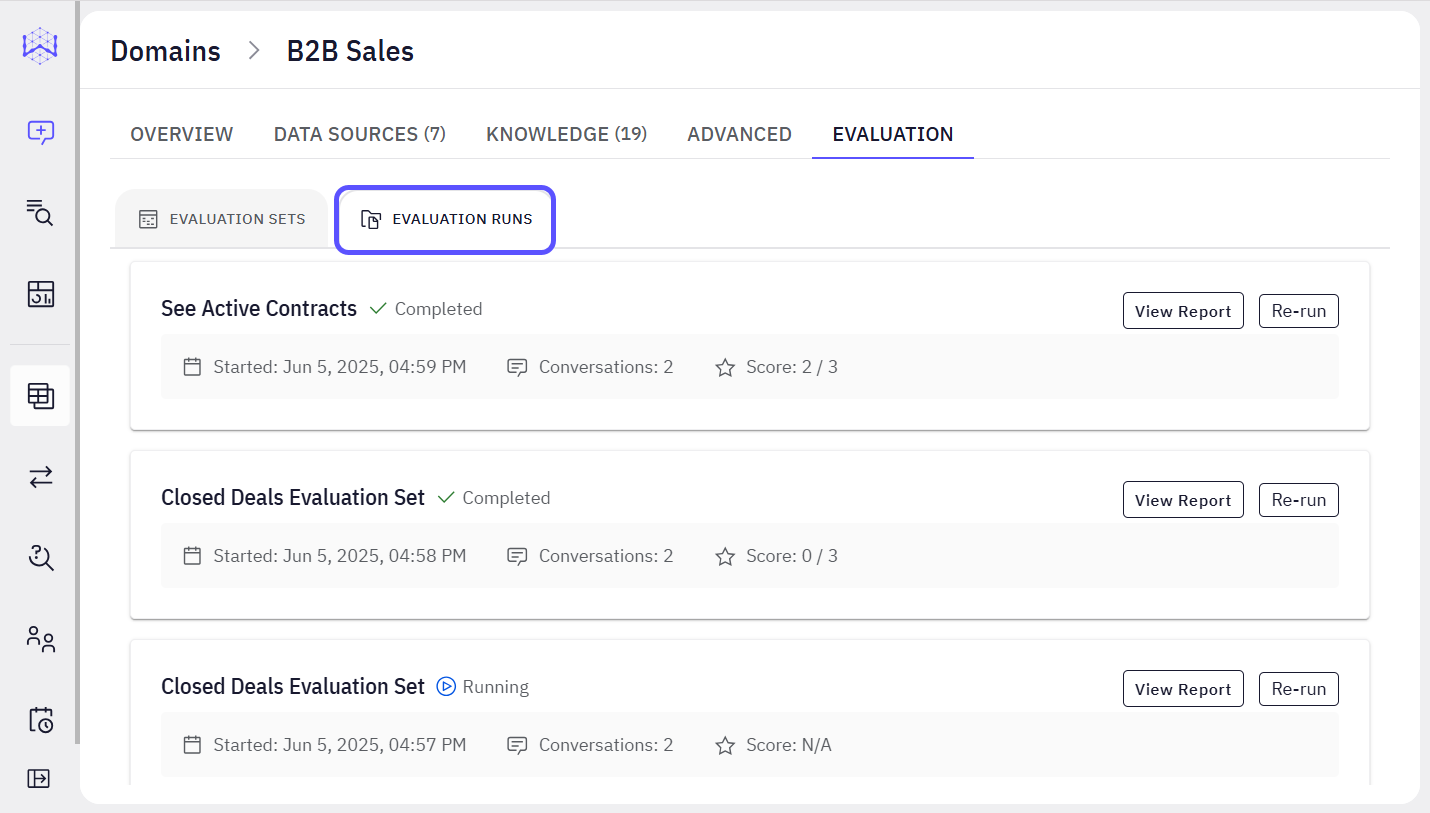 Domains > B2B Sales
OVERVIEW DATA SOURCES (7) KNOWLEDGE (19) ADVANCED EVALUATION
EVALUATION SETS EVALUATION RUNS
See Active Contracts Completed View Report Re-run
Started: Jun 5, 2025, 04:59 PM Conversations: 2 Score: 2 / 3
Closed Deals Evaluation Set Completed View Report Re-run
Started: Jun 5, 2025, 04:58 PM Conversations: 2 Score: 0 / 3
Closed Deals Evaluation Set Running View Report Re-run
Started: Jun 5, 2025, 04:57 PM Conversations: 2 Score: N/A